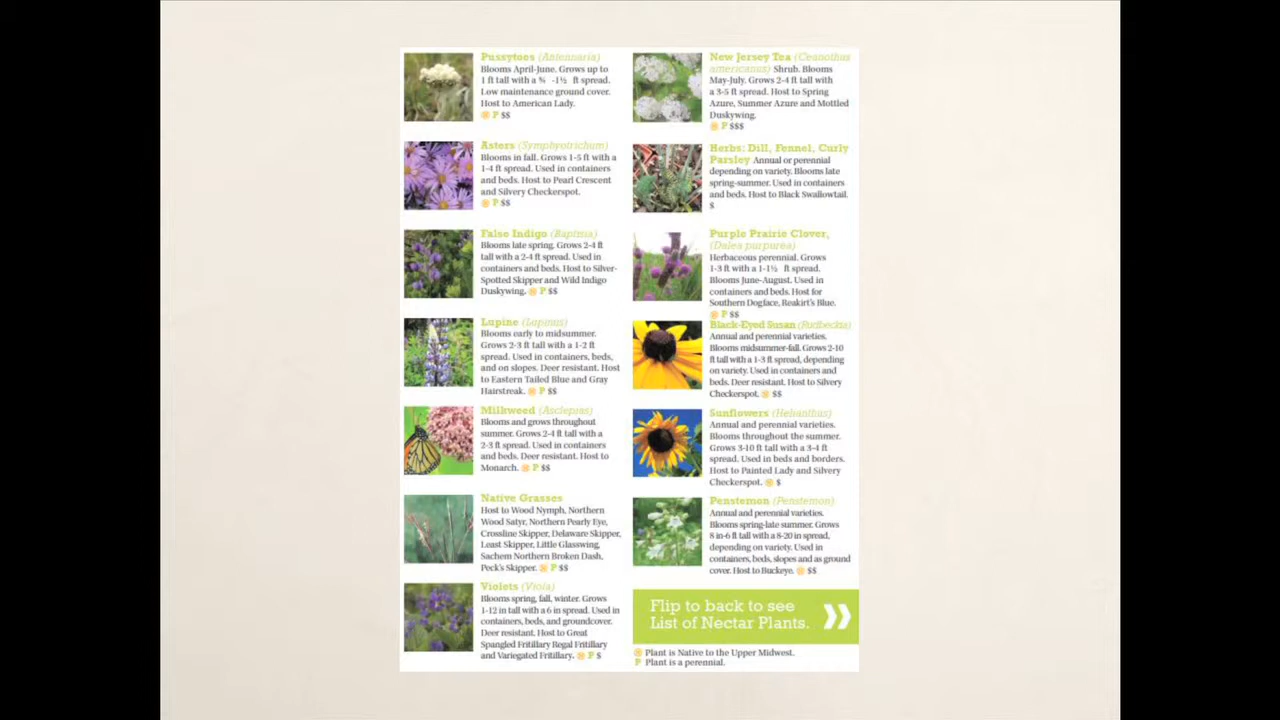 Pussytoes (Antennaria)
Blooms April-June. Grows up to
1 ft tall with a ¾ -1½ ft spread.
Low maintenance ground cover.
Host to American Lady.
P $$
Asters (Symphyotrichum)
Blooms in fall. Grows 1-5 ft with a
1-4 ft spread. Used in containers
and beds. Host to Pearl Crescent
and Silvery Checkerspot.
P $$
False Indigo (Baptisia)
Blooms late spring. Grows 2-4 ft
tall with a 2-4 ft spread. Used in
containers and beds. Host to Silver-
Spotted Skipper and Wild Indigo
Duskywing. P $$
Lupine (Lupinus)
Blooms early to midsummer.
Grows 2-3 ft tall with a 1-2 ft
spread. Used in containers, beds,
and on slopes. Deer resistant. Host
to Eastern Tailed Blue and Gray
Hairstreak. P $$
Milkweed (Asclepias)
Blooms and grows throughout
summer. Grows 2-4 ft tall with a
2-3 ft spread. Used in containers
and beds. Deer resistant. Host to
Monarch. P $$
Native Grasses
Host to Wood Nymph, Northern
Wood Satyr, Northern Pearly Eye,
Crossline Skipper, Delaware Skipper,
Least Skipper, Little Glasswing,
Sachem Northern Broken Dash,
Peck's Skipper. P $$
Violets (Viola)
Blooms spring, fall, winter. Grows
1-12 in tall with a 6 in spread. Used in
containers, beds, and groundcover.
Deer resistant. Host to Great
Spangled Fritillary Regal Fritillary
and Variegated Fritillary. P $
New Jersey Tea (Ceanothus
americanus) Shrub. Blooms
May-July. Grows 2-4 ft tall with
a 3-5 ft spread. Host to Spring
Azure, Summer Azure and Mottled
Duskywing.
P $$$
Herbs: Dill, Fennel, Curly
Parsley Annual or perennial
depending on variety. Blooms late
spring-summer. Used in containers
and beds. Host to Black Swallowtail.
$
Purple Prairie Clover,
(Dalea purpurea)
Herbaceous perennial. Grows
1-3 ft with a 1-1½ ft spread.
Blooms June-August. Used in
containers and beds. Host for
Southern Dogface, Reakirt's Blue.
P $$
Black-Eyed Susan (Rudbeckia)
Annual and perennial varieties.
Blooms midsummer-fall. Grows 2-10
ft tall with a 1-3 ft spread, depending
on variety. Used in containers and
beds. Deer resistant. Host to Silvery
Checkerspot. $$
Sunflowers (Helianthus)
Annual and perennial varieties.
Blooms throughout the summer.
Grows 3-10 ft tall with a 3-4 ft
spread. Used in beds and borders.
Host to Painted Lady and Silvery
Checkerspot. $
Penstemon (Penstemon)
Annual and perennial varieties.
Blooms spring-late summer. Grows
8 in-6 ft tall with a 8-20 in spread,
depending on variety. Used in
containers, beds, slopes and as ground
cover. Host to Buckeye. $$
Flip to back to see
List of Nectar Plants.
Plant is Native to the Upper Midwest.
P Plant is a perennial.